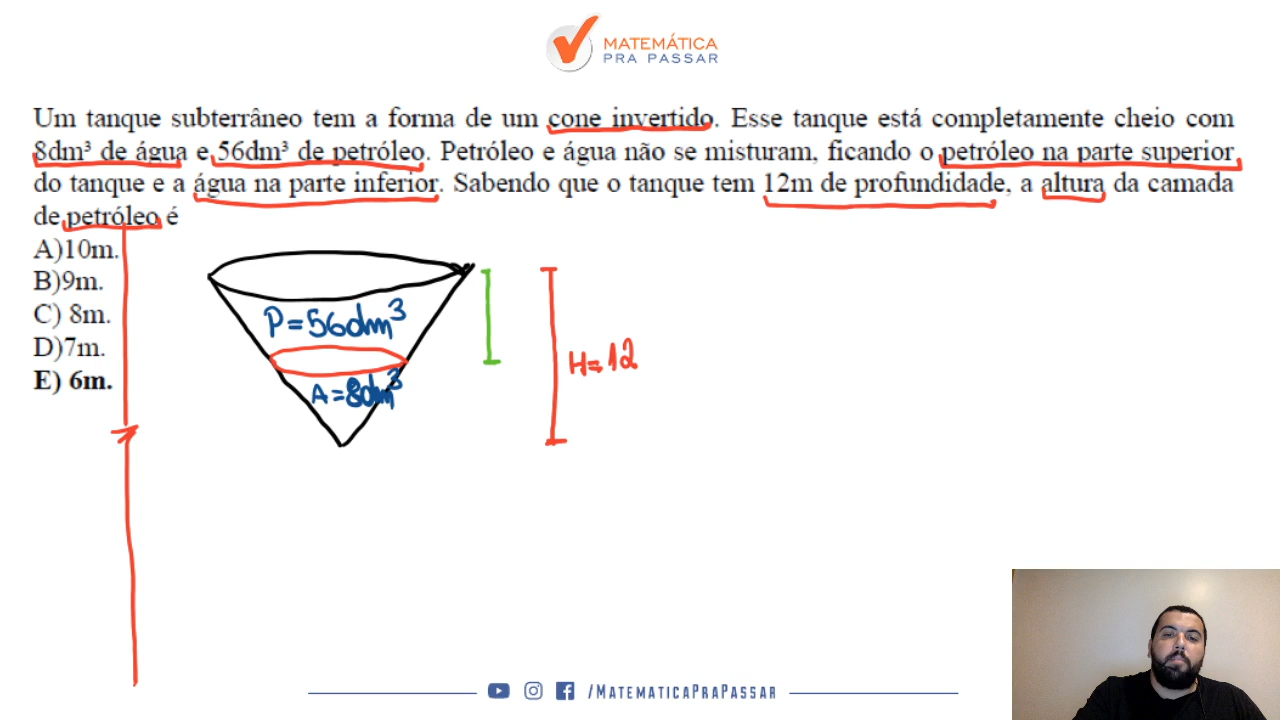 MATEMÁTICA
PRA PASSAR
Um tanque subterrâneo tem a forma de um cone invertido. Esse tanque está completamente cheio com
8dm³ de água e 56dm³ de petróleo. Petróleo e água não se misturam, ficando o petróleo na parte superior
do tanque e a água na parte inferior. Sabendo que o tanque tem 12m de profundidade, a altura da camada
de petróleo é
A)10m.
B)9m.
C) 8m.
D)7m.
E) 6m.
P=56dm³
A=8dm³
H=12
/MatematicaPraPassar